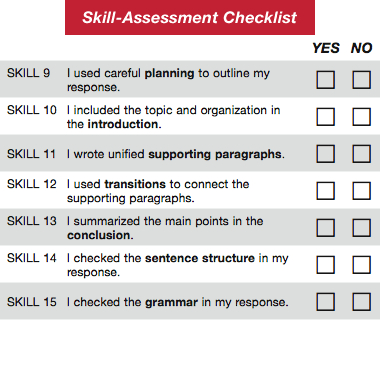 Skill-Assessment Checklist
YES NO
SKILL 9 I used careful planning to outline my
response.
SKILL 10 I included the topic and organization in
the introduction.
SKILL 11 I wrote unified supporting paragraphs.
SKILL 12 I used transitions to connect the
supporting paragraphs.
SKILL 13 I summarized the main points in the
conclusion.
SKILL 14 I checked the sentence structure in my
response.
SKILL 15 I checked the grammar in my response.